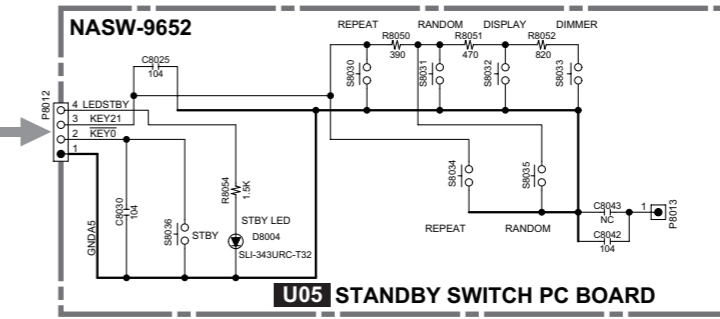 NASW-9652
REPEAT RANDOM DISPLAY DIMMER
R8050 R8051 R8052
390 470 820
C8025
104
S8030 S8031 S8032 S8033
P8012
4 LEDSTBY
3 KEY21
2 KEY0
1
GNDA5
C8030
104
S8036
STBY
R8054
1.5K
STBY LED
D8004
SLI-343URC-T32
S8034 S8035
REPEAT RANDOM
C8043
NC
1
P8013
C8042
104
U05 STANDBY SWITCH PC BOARD